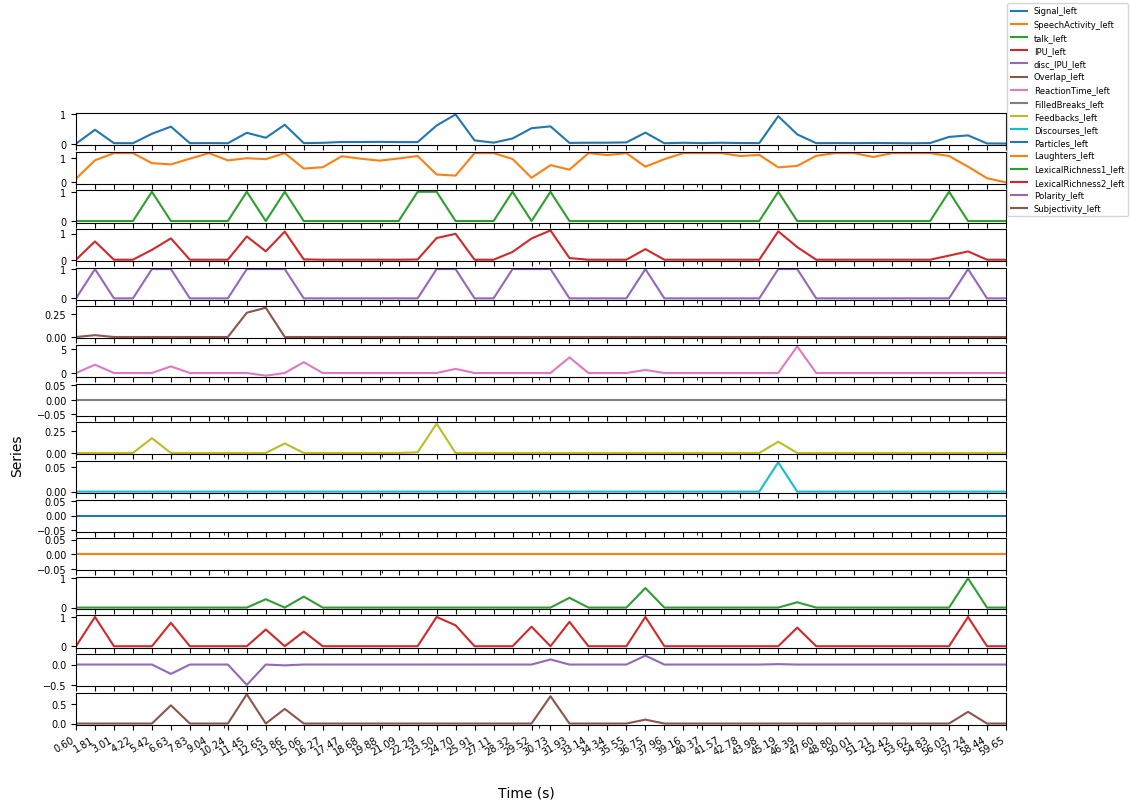 Signal_left
SpeechActivity_left
talk_left
IPU_left
disc_IPU_left
Overlap_left
ReactionTime_left
FilledBreaks_left
Feedbacks_left
Discourses_left
Particles_left
Laughters_left
LexicalRichness1_left
LexicalRichness2_left
Polarity_left
Subjectivity_left
1
0
1
0
1
0
1
0
1
0
0.25
0.00
5
0
0.05
0.00
−0.05
0.25
0.00
0.05
0.00
0.05
0.00
−0.05
0.05
0.00
−0.05
1
0
1
0
0.0
−0.5
0.5
0.0
Series
0.60 1.81 3.01 4.22 5.42 6.63 7.83 9.04 10.24 11.45 12.65 13.86 15.06 16.27 17.47 18.68 19.88 21.09 22.29 23.50 24.70 25.91 27.11 28.32 29.52 30.73 31.93 33.14 34.34 35.55 36.75 37.96 39.16 40.37 41.57 42.78 43.98 45.19 46.39 47.60 48.80 50.01 51.21 52.42 53.62 54.83 56.03 57.24 58.44 59.65
Time (s)